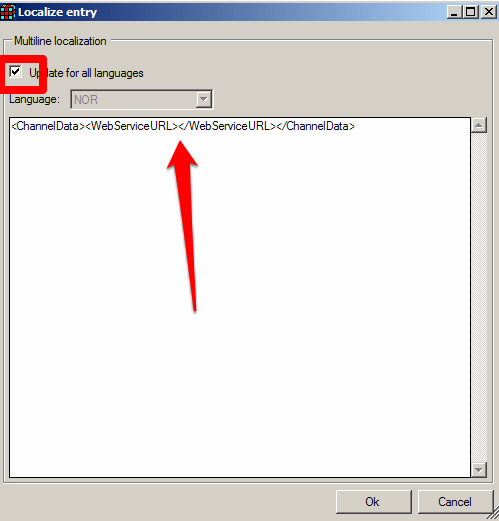 Localize entry
Multiline localization
Update for all languages
Language: NOR
<ChannelData><WebServiceURL></WebServiceURL></ChannelData>
Ok Cancel